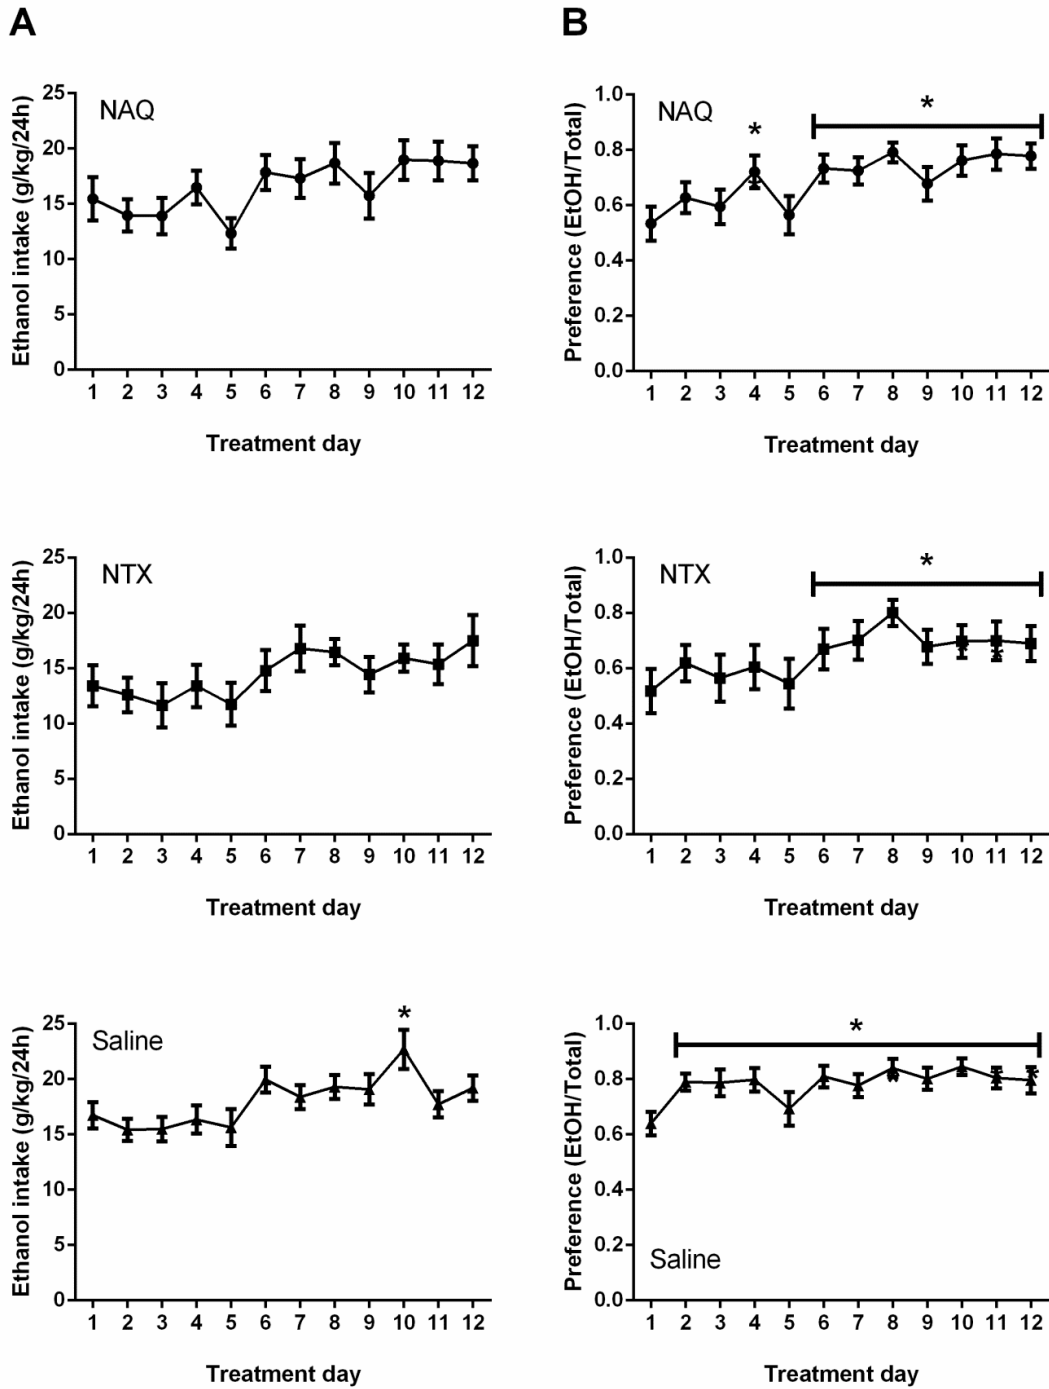 A
B
NAQ
Ethanol intake (g/kg/24h)
25
20
15
10
5
0
1 2 3 4 5 6 7 8 9 10 11 12
Treatment day
NAQ
Preference (EtOH/Total)
1.0
0.8
0.6
0.4
0.2
0.0
*
*
1 2 3 4 5 6 7 8 9 10 11 12
Treatment day
NTX
Ethanol intake (g/kg/24h)
25
20
15
10
5
0
1 2 3 4 5 6 7 8 9 10 11 12
Treatment day
NTX
Preference (EtOH/Total)
1.0
0.8
0.6
0.4
0.2
0.0
*
1 2 3 4 5 6 7 8 9 10 11 12
Treatment day
Saline
Ethanol intake (g/kg/24h)
25
20
15
10
5
0
*
1 2 3 4 5 6 7 8 9 10 11 12
Treatment day
Saline
Preference (EtOH/Total)
1.0
0.8
0.6
0.4
0.2
0.0
*
1 2 3 4 5 6 7 8 9 10 11 12
Treatment day